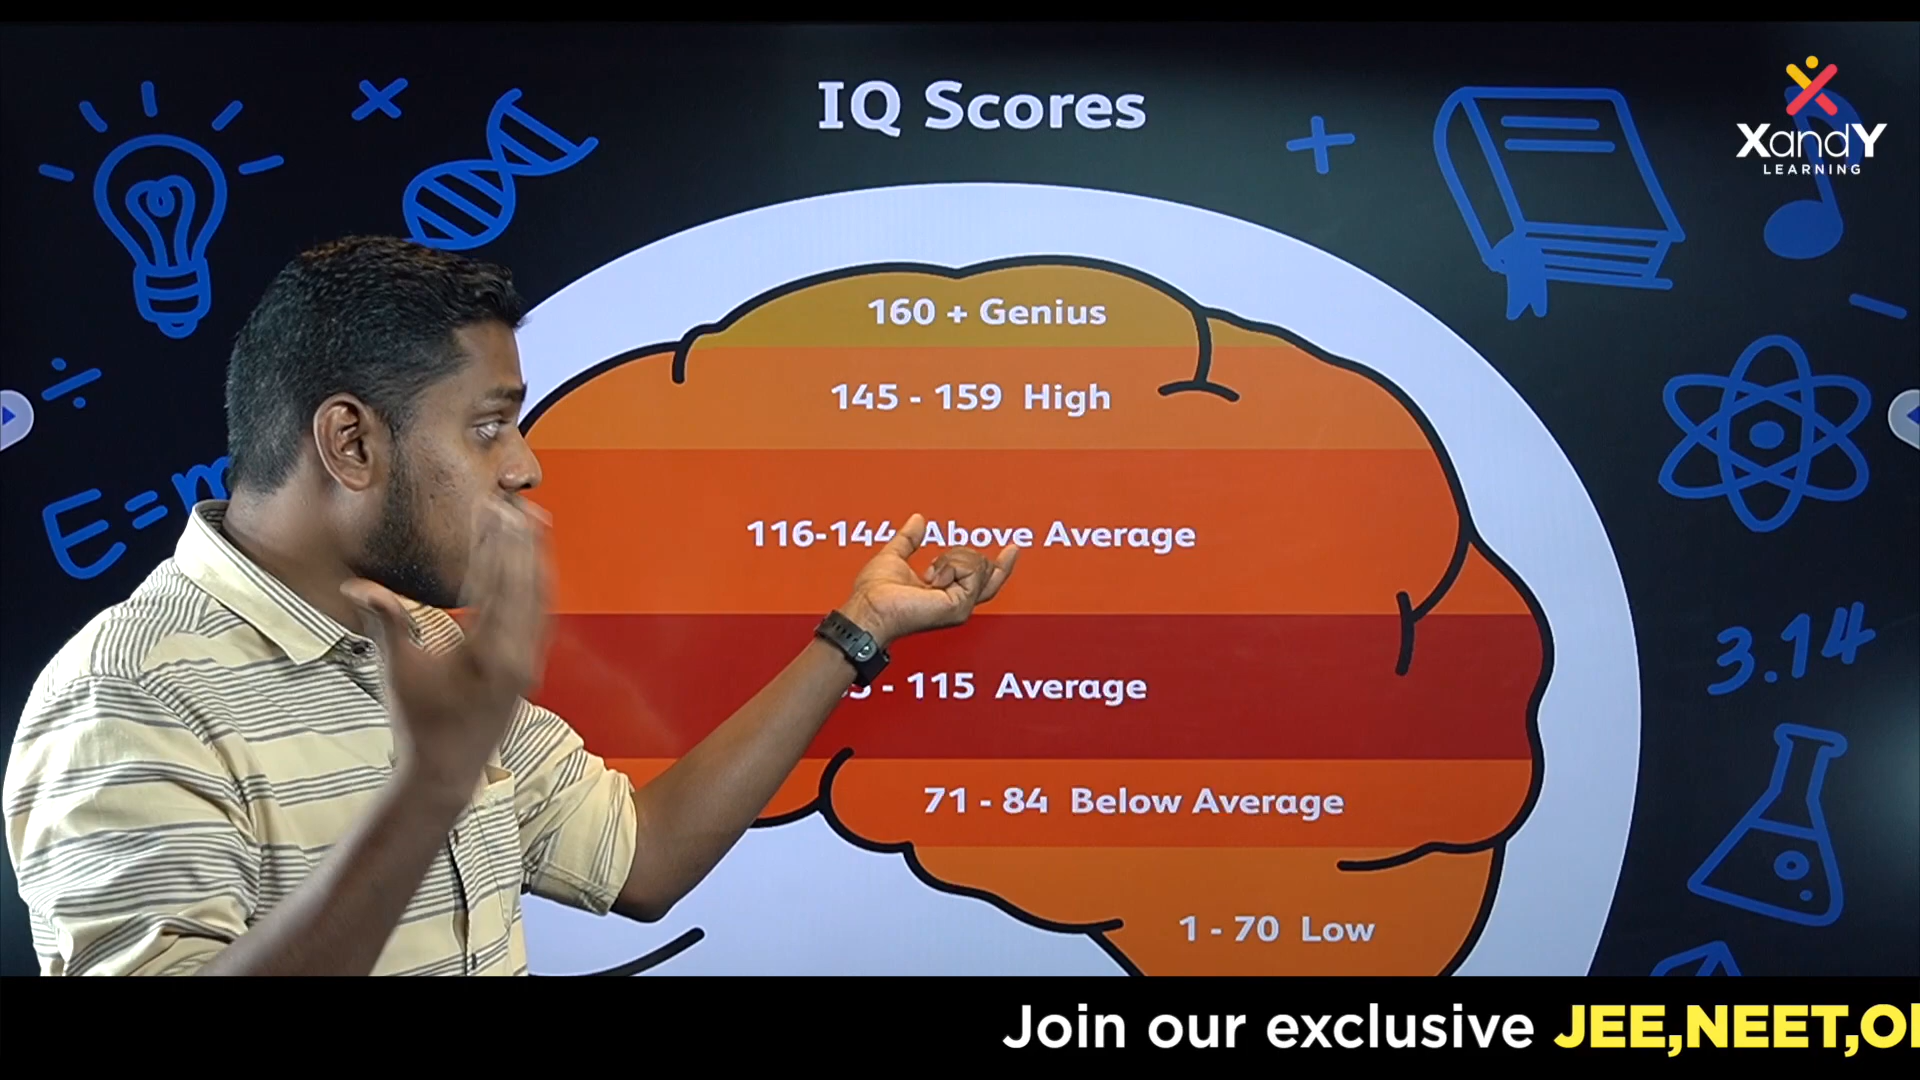 IQ Scores
XandY
LEARNING
160 + Genius
145 - 159 High
116-144 Above Average
- 115 Average
71 - 84 Below Average
1 - 70 Low
3.14
Join our exclusive JEE,NEET,